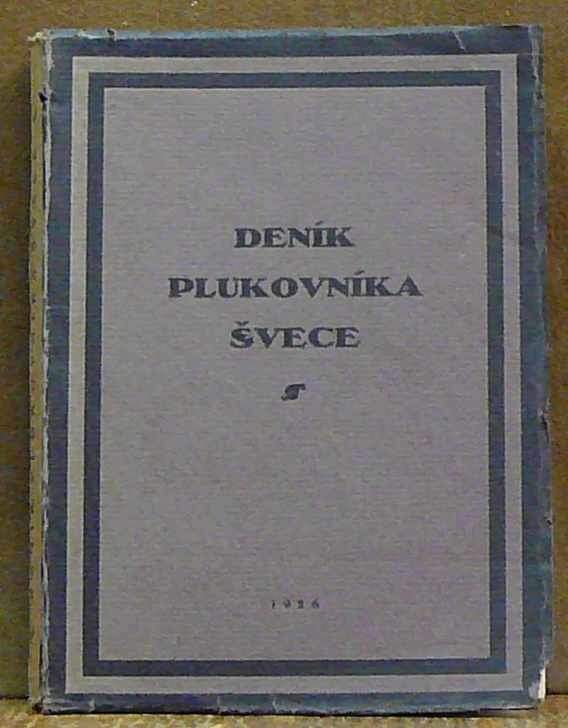 DENÍK
PLUKOVNÍKA
ŠVECE
1926